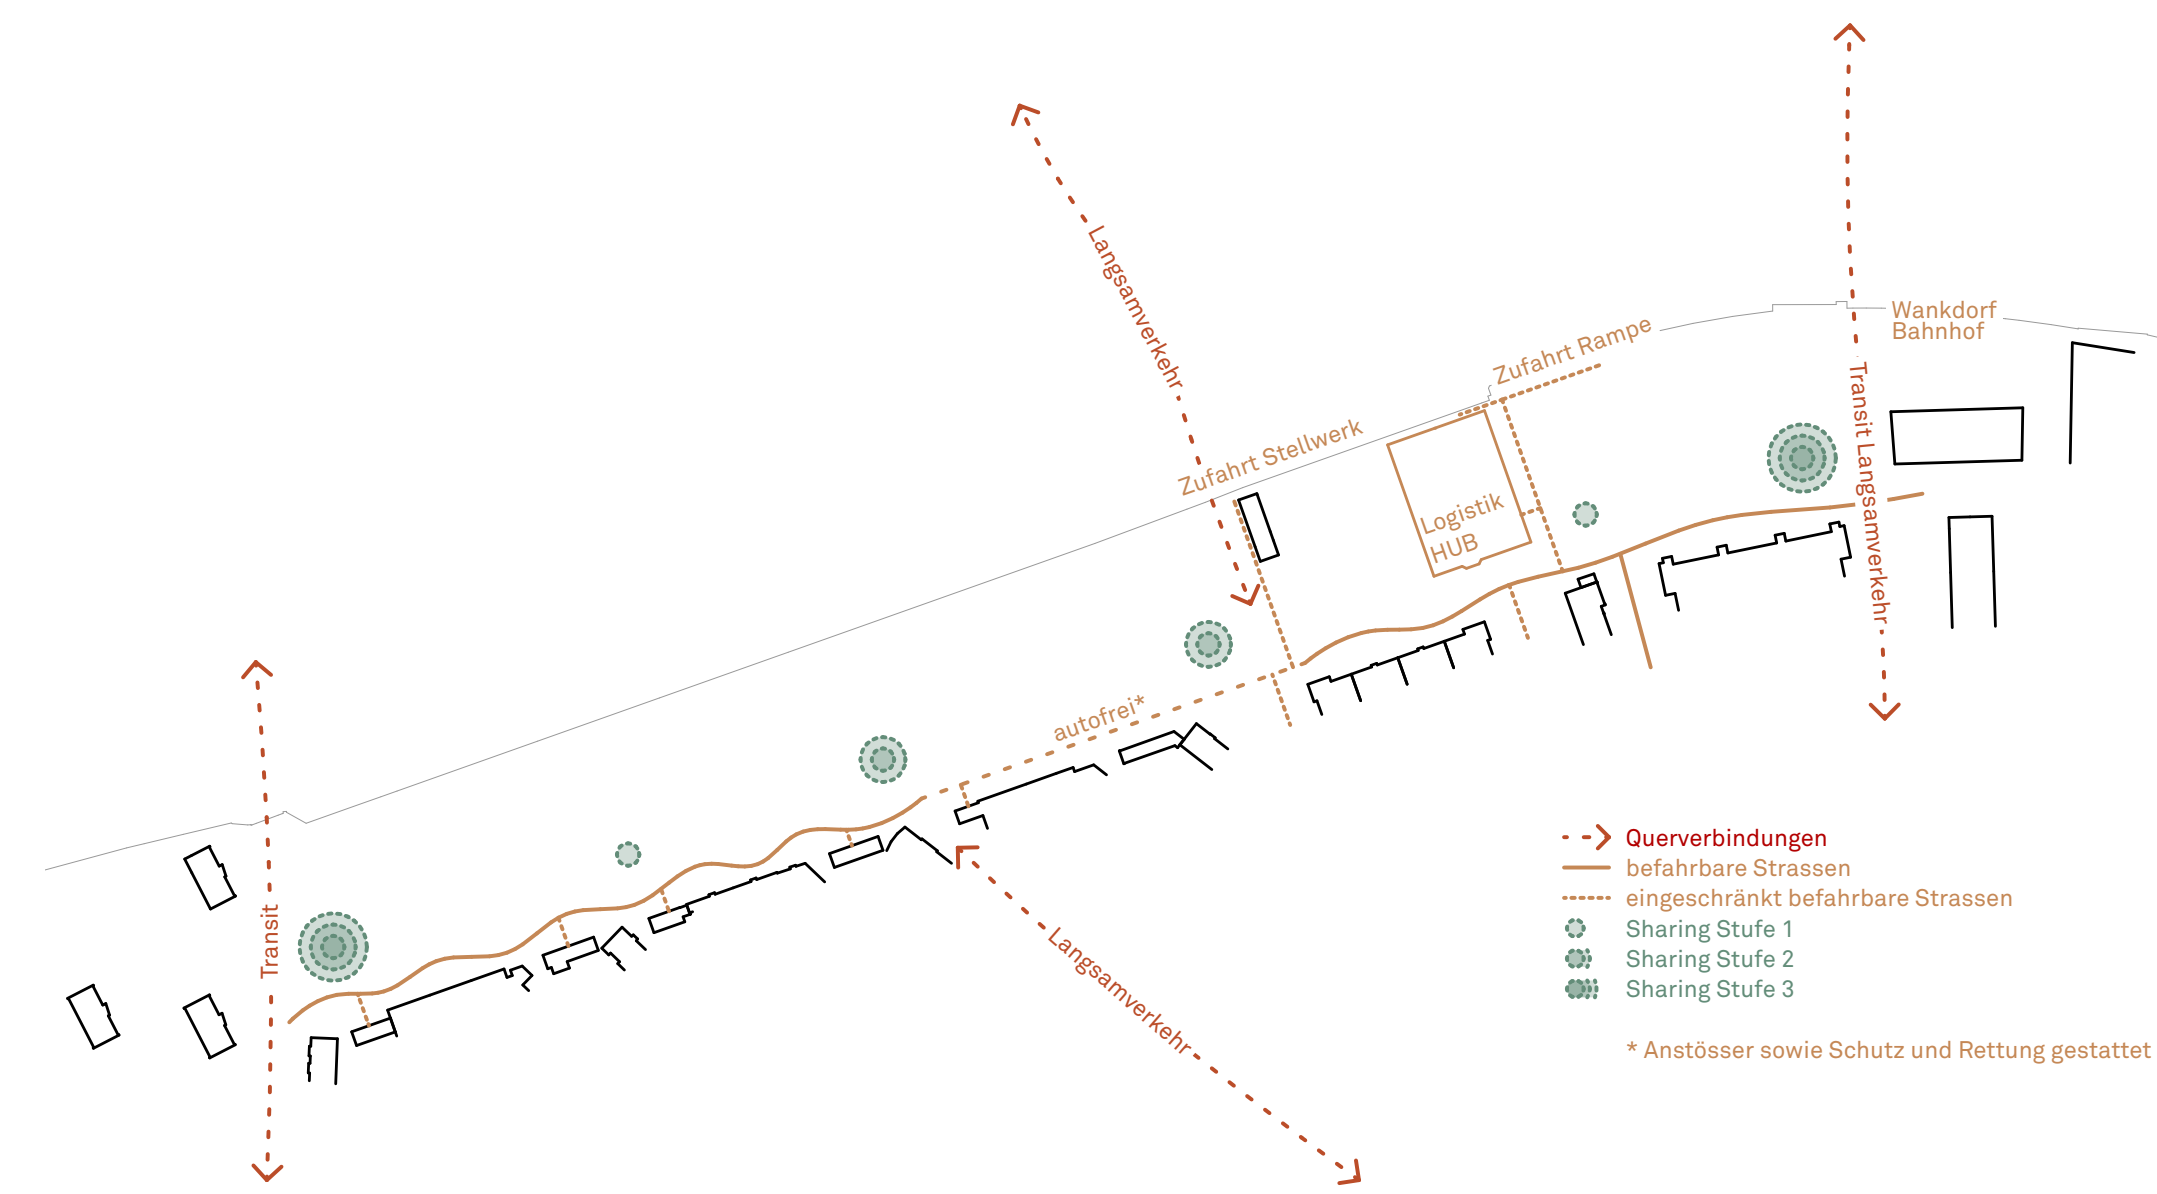 Langsamverkehr
Wankdorf
Bahnhof
Zufahrt Rampe
Transit Langsamverkehr
Zufahrt Stellwerk
Logistik
HUB
autofrei*
Transit
Langsamverkehr
Querverbindungen
befahrbare Strassen
eingeschränkt befahrbare Strassen
Sharing Stufe 1
Sharing Stufe 2
Sharing Stufe 3
* Anstösser sowie Schutz und Rettung gestattet